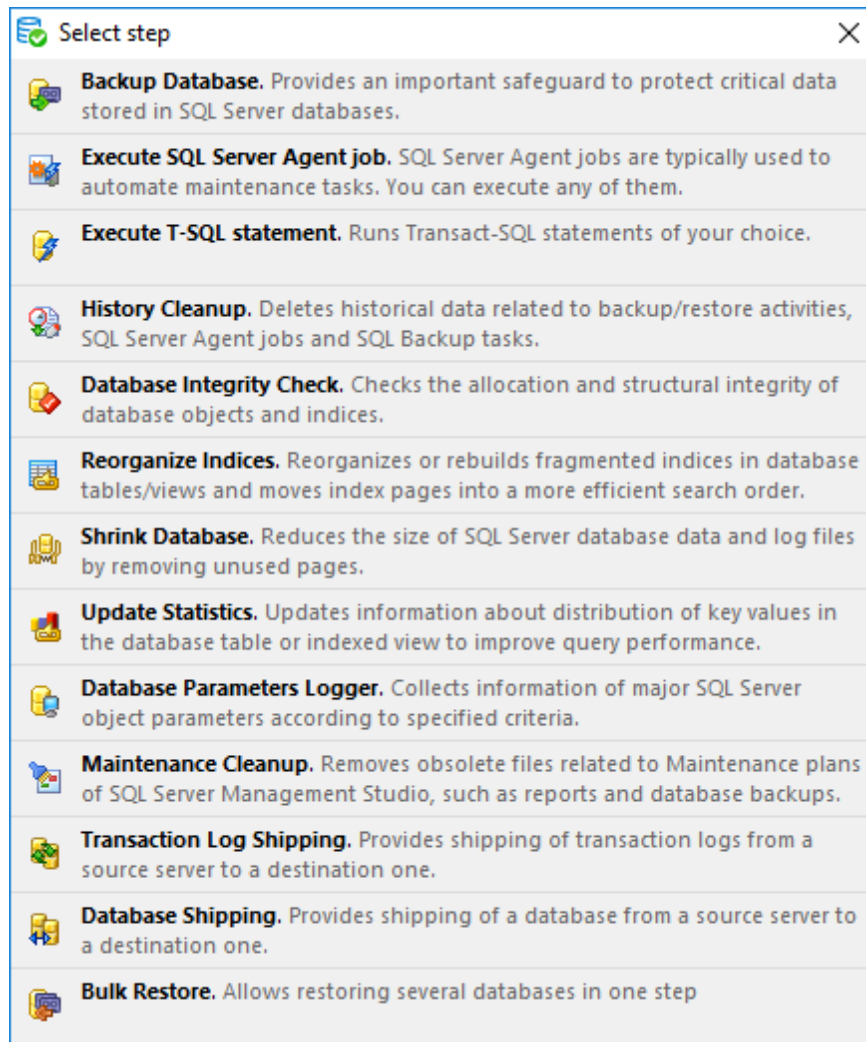 Select step
Backup Database. Provides an important safeguard to protect critical data
stored in SQL Server databases.
Execute SQL Server Agent job. SQL Server Agent jobs are typically used to
automate maintenance tasks. You can execute any of them.
Execute T-SQL statement. Runs Transact-SQL statements of your choice.
History Cleanup. Deletes historical data related to backup/restore activities,
SQL Server Agent jobs and SQL Backup tasks.
Database Integrity Check. Checks the allocation and structural integrity of
database objects and indices.
Reorganize Indices. Reorganizes or rebuilds fragmented indices in database
tables/views and moves index pages into a more efficient search order.
Shrink Database. Reduces the size of SQL Server database data and log files
by removing unused pages.
Update Statistics. Updates information about distribution of key values in
the database table or indexed view to improve query performance.
Database Parameters Logger. Collects information of major SQL Server
object parameters according to specified criteria.
Maintenance Cleanup. Removes obsolete files related to Maintenance plans
of SQL Server Management Studio, such as reports and database backups.
Transaction Log Shipping. Provides shipping of transaction logs from a
source server to a destination one.
Database Shipping. Provides shipping of a database from a source server to
a destination one.
Bulk Restore. Allows restoring several databases in one step